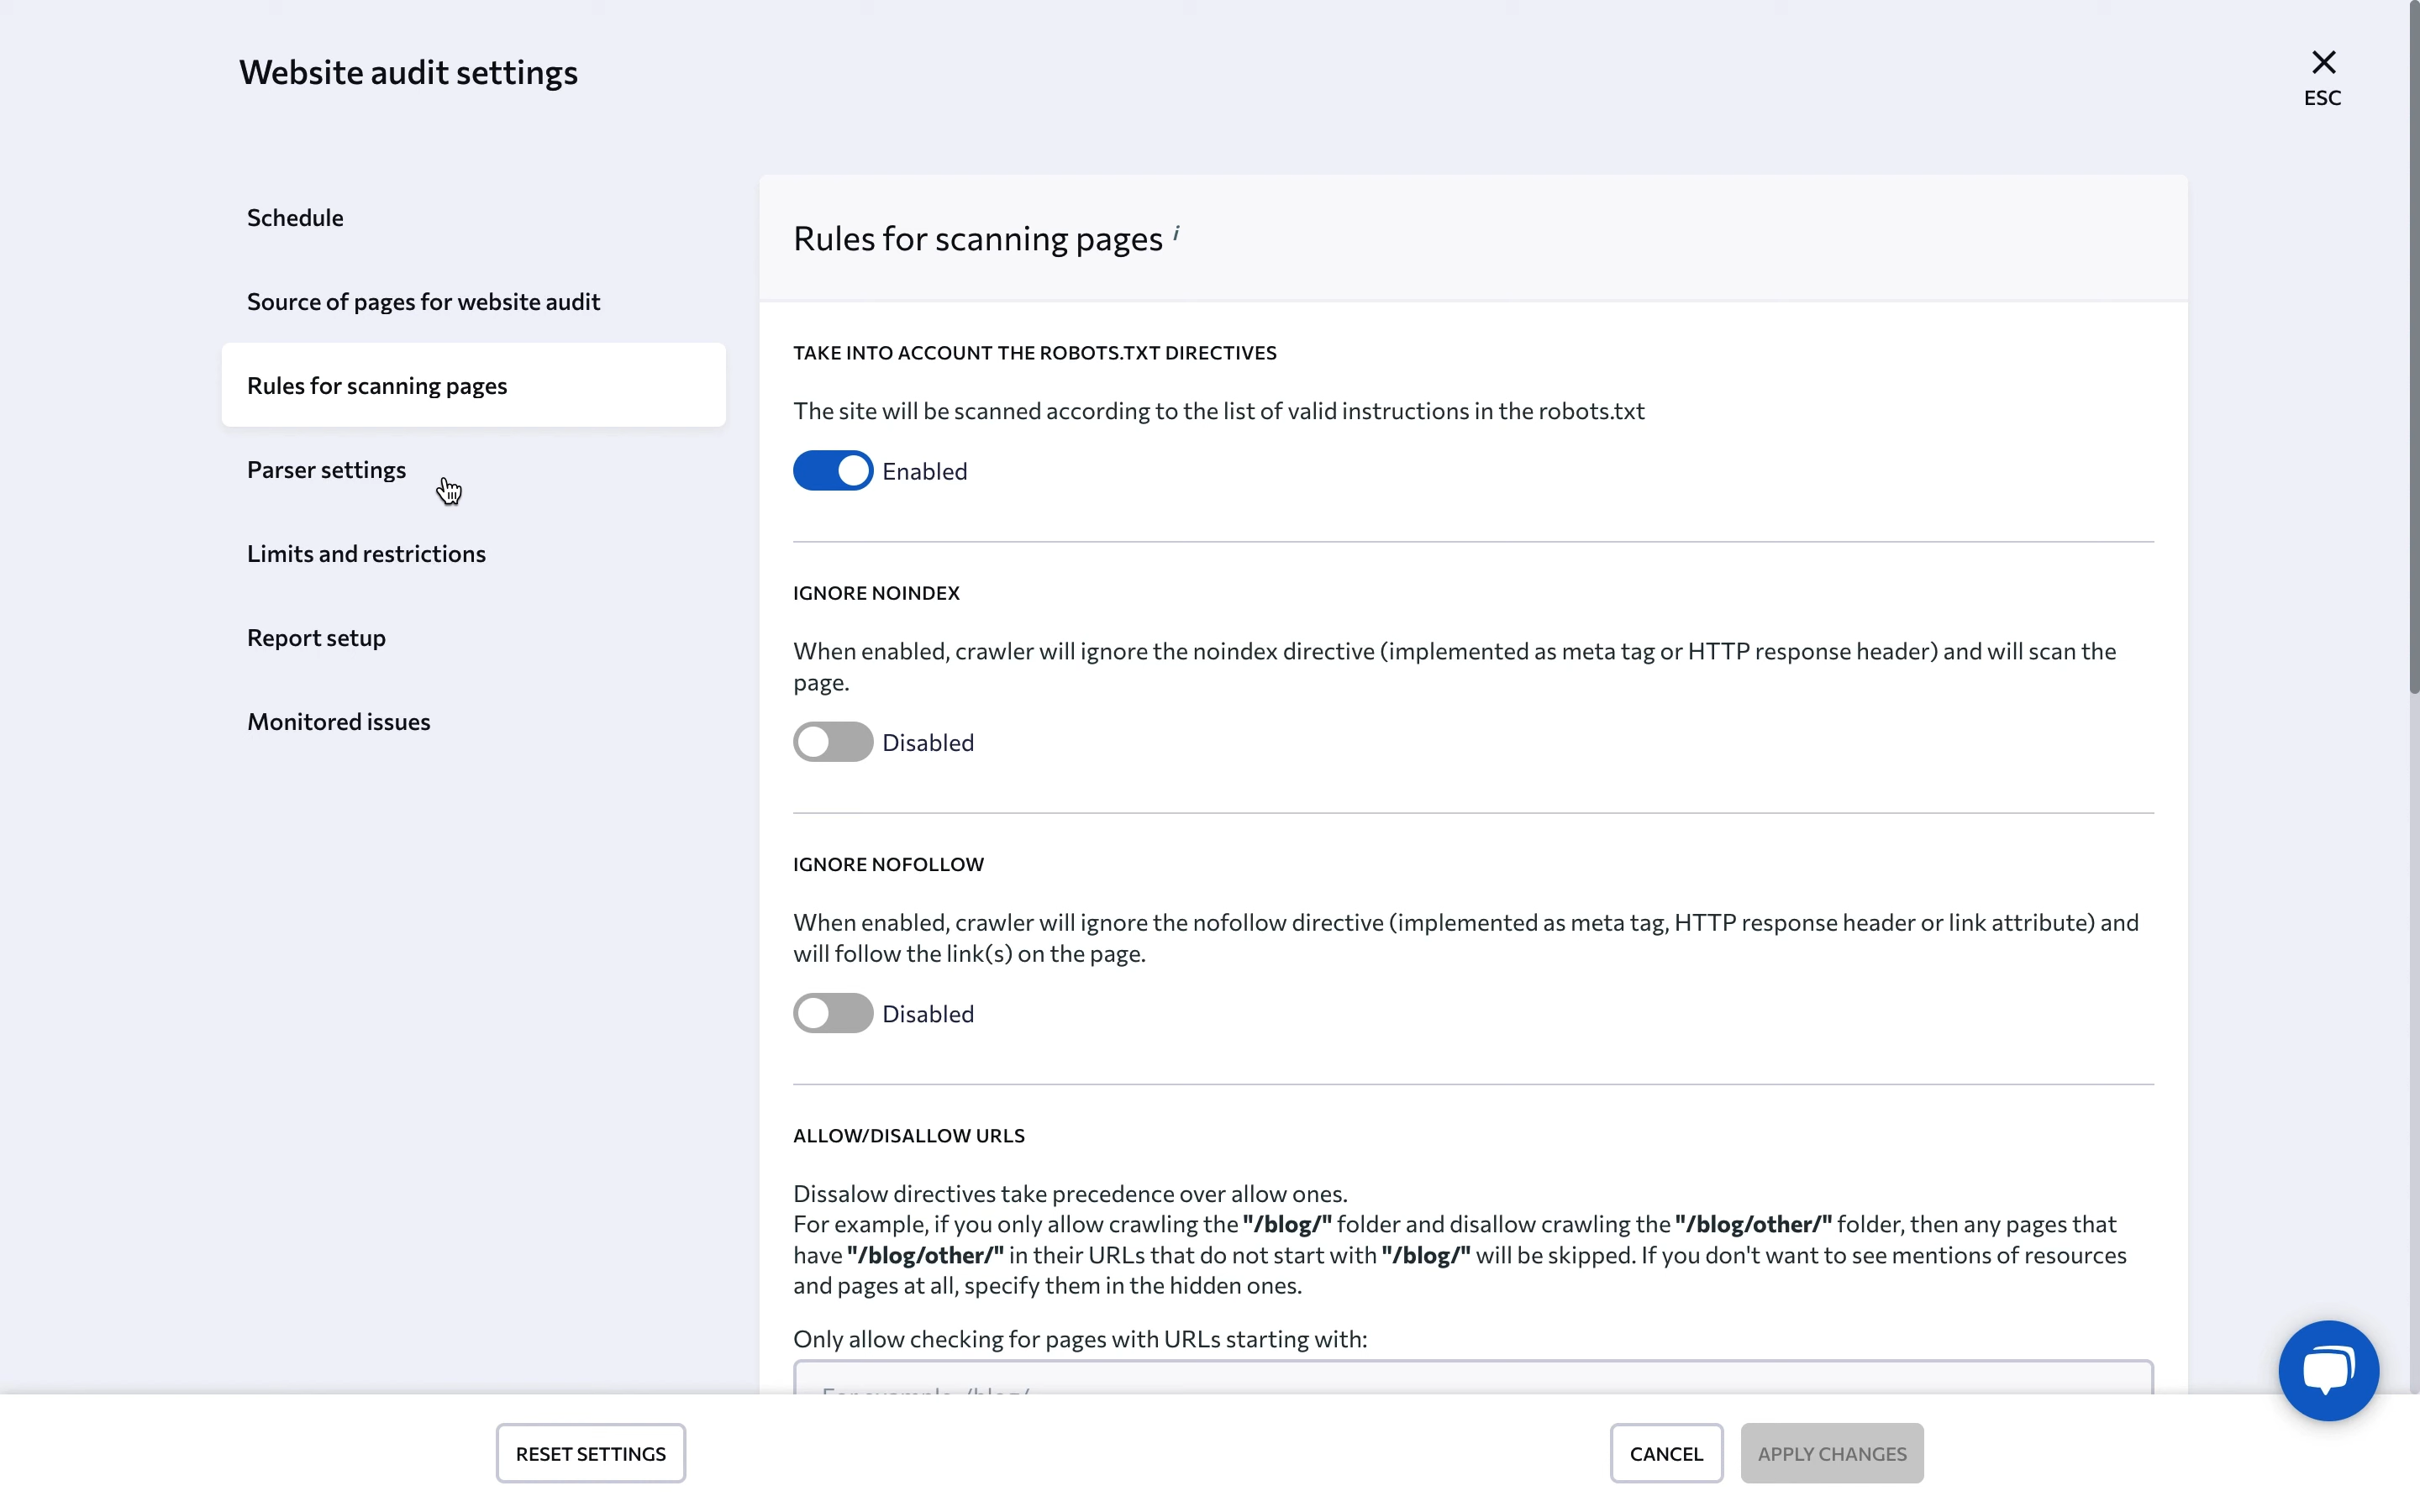 Website audit settings
ESC
Schedule
Source of pages for website audit
Rules for scanning pages
Parser settings
Limits and restrictions
Report setup
Monitored issues
Rules for scanning pages i
TAKE INTO ACCOUNT THE ROBOTS.TXT DIRECTIVES
The site will be scanned according to the list of valid instructions in the robots.txt
Enabled
IGNORE NOINDEX
When enabled, crawler will ignore the noindex directive (implemented as meta tag or HTTP response header) and will scan the
page.
Disabled
IGNORE NOFOLLOW
When enabled, crawler will ignore the nofollow directive (implemented as meta tag, HTTP response header or link attribute) and
will follow the link(s) on the page.
Disabled
ALLOW/DISALLOW URLS
Dissalow directives take precedence over allow ones.
For example, if you only allow crawling the "/blog/" folder and disallow crawling the "/blog/other/" folder, then any pages that
have "/blog/other/" in their URLs that do not start with "/blog/" will be skipped. If you don't want to see mentions of resources
and pages at all, specify them in the hidden ones.
Only allow checking for pages with URLs starting with:
For example, /blog/
RESET SETTINGS
CANCEL
APPLY CHANGES